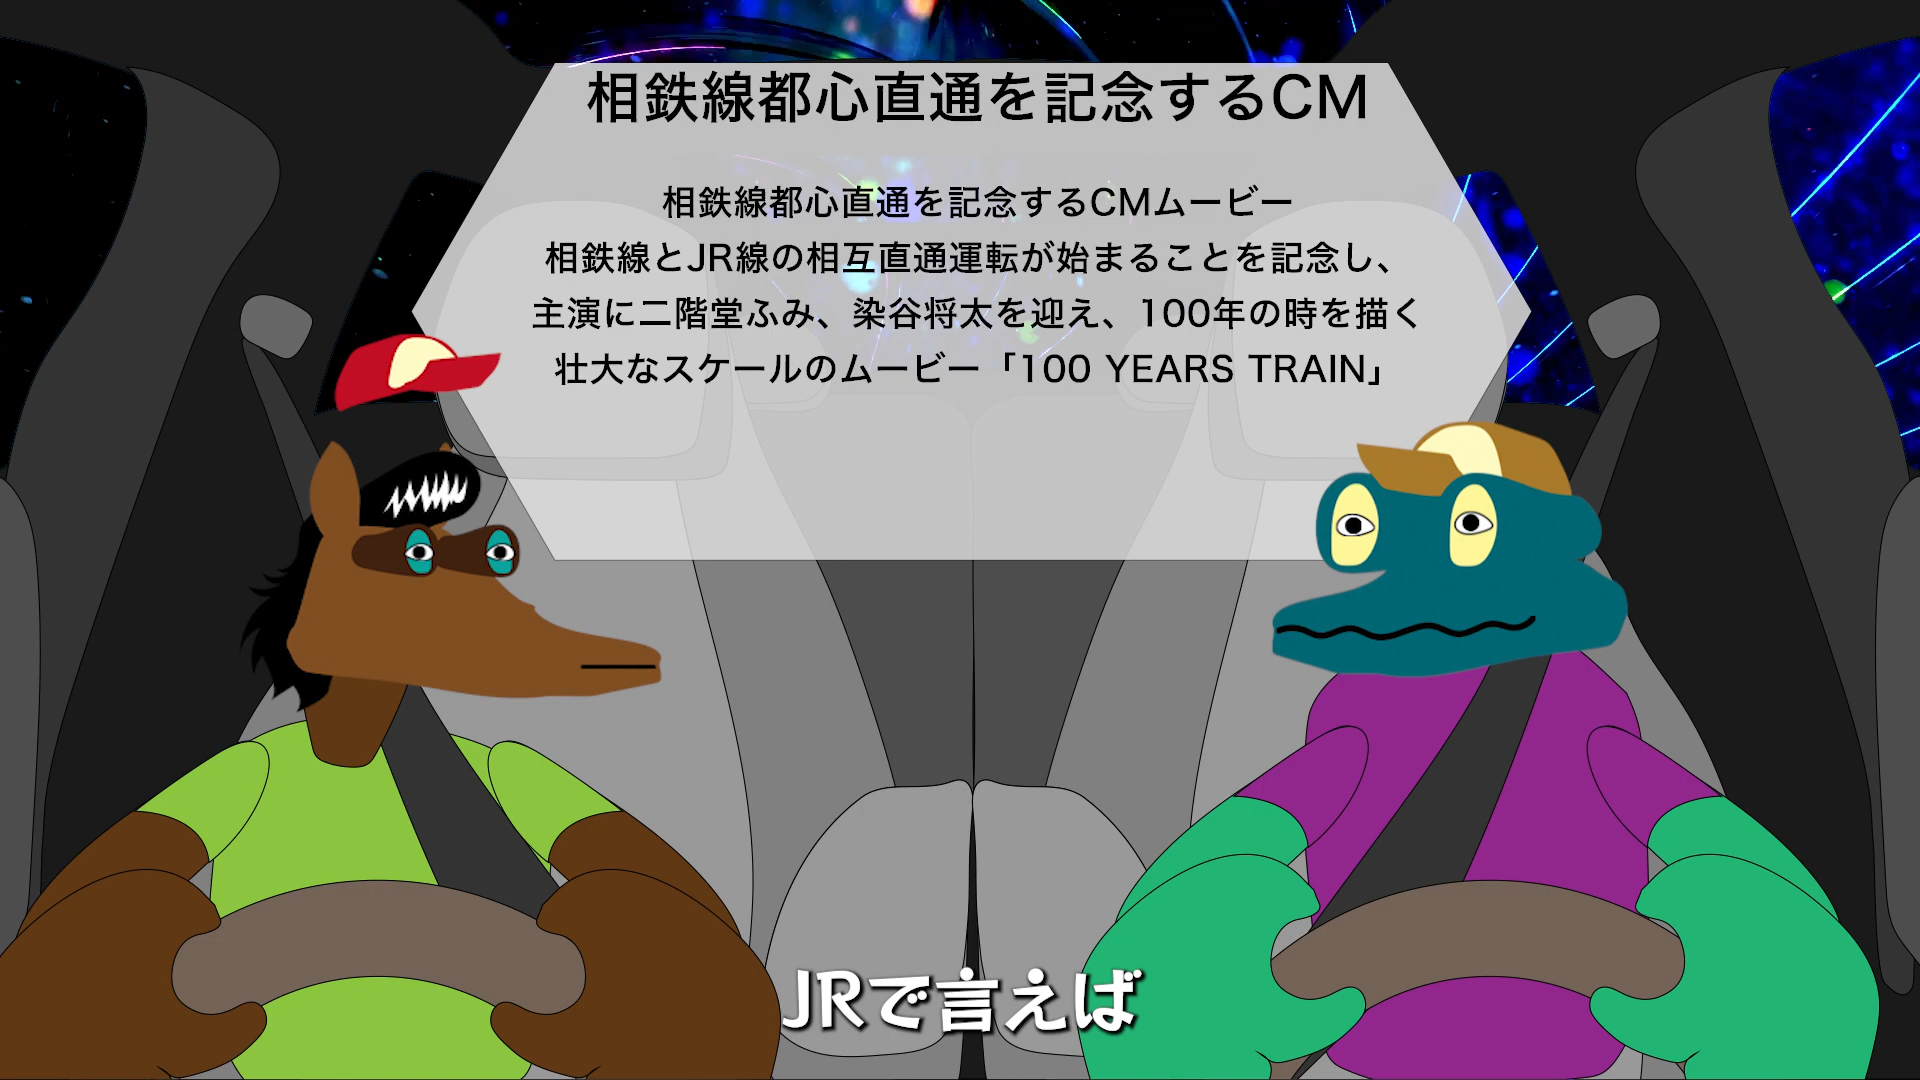 相鉄線都心直通を記念するCM
相鉄線都心直通を記念するCMムービー
相鉄線とJR線の相互直通運転が始まることを記念し、
主演に二階堂ふみ、染谷将太を迎え、100年の時を描く
壮大なスケールのムービー「100 YEARS TRAIN」
JRで言えば